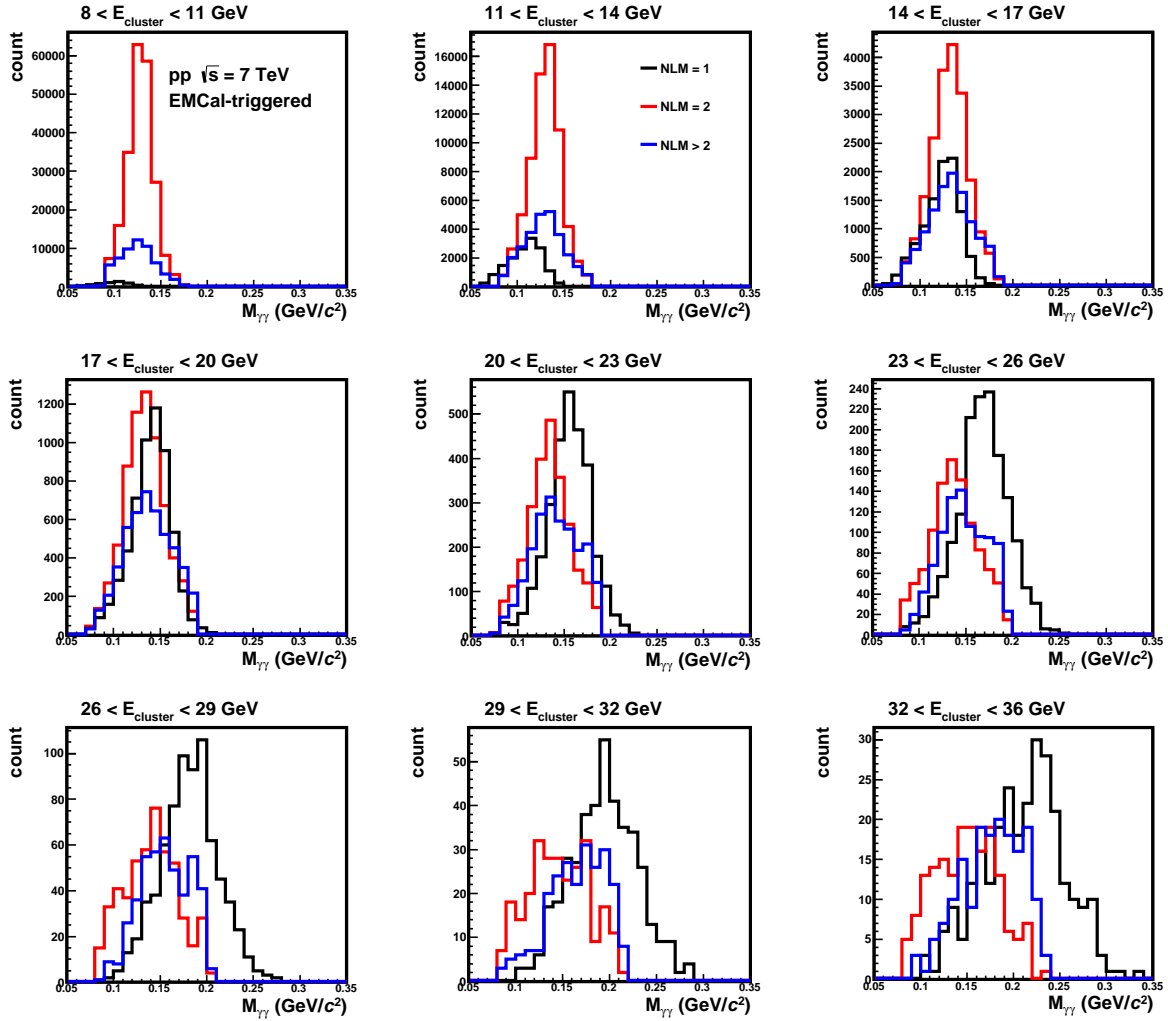 8 < E_cluster < 11 GeV
count
60000
50000
40000
30000
20000
10000
0
pp √s = 7 TeV
EMCal-triggered
0.05 0.1 0.15 0.2 0.25 0.3 0.35
M_γγ (GeV/c²)
11 < E_cluster < 14 GeV
count
16000
14000
12000
10000
8000
6000
4000
2000
0
NLM = 1
NLM = 2
NLM > 2
0.05 0.1 0.15 0.2 0.25 0.3 0.35
M_γγ (GeV/c²)
14 < E_cluster < 17 GeV
count
4000
3500
3000
2500
2000
1500
1000
500
0
0.05 0.1 0.15 0.2 0.25 0.3 0.35
M_γγ (GeV/c²)
17 < E_cluster < 20 GeV
count
1200
1000
800
600
400
200
0
0.05 0.1 0.15 0.2 0.25 0.3 0.35
M_γγ (GeV/c²)
20 < E_cluster < 23 GeV
count
500
400
300
200
100
0
0.05 0.1 0.15 0.2 0.25 0.3 0.35
M_γγ (GeV/c²)
23 < E_cluster < 26 GeV
count
240
220
200
180
160
140
120
100
80
60
40
20
0
0.05 0.1 0.15 0.2 0.25 0.3 0.35
M_γγ (GeV/c²)
26 < E_cluster < 29 GeV
count
100
80
60
40
20
0
0.05 0.1 0.15 0.2 0.25 0.3 0.35
M_γγ (GeV/c²)
29 < E_cluster < 32 GeV
count
50
40
30
20
10
0
0.05 0.1 0.15 0.2 0.25 0.3 0.35
M_γγ (GeV/c²)
32 < E_cluster < 36 GeV
count
30
25
20
15
10
5
0
0.05 0.1 0.15 0.2 0.25 0.3 0.35
M_γγ (GeV/c²)